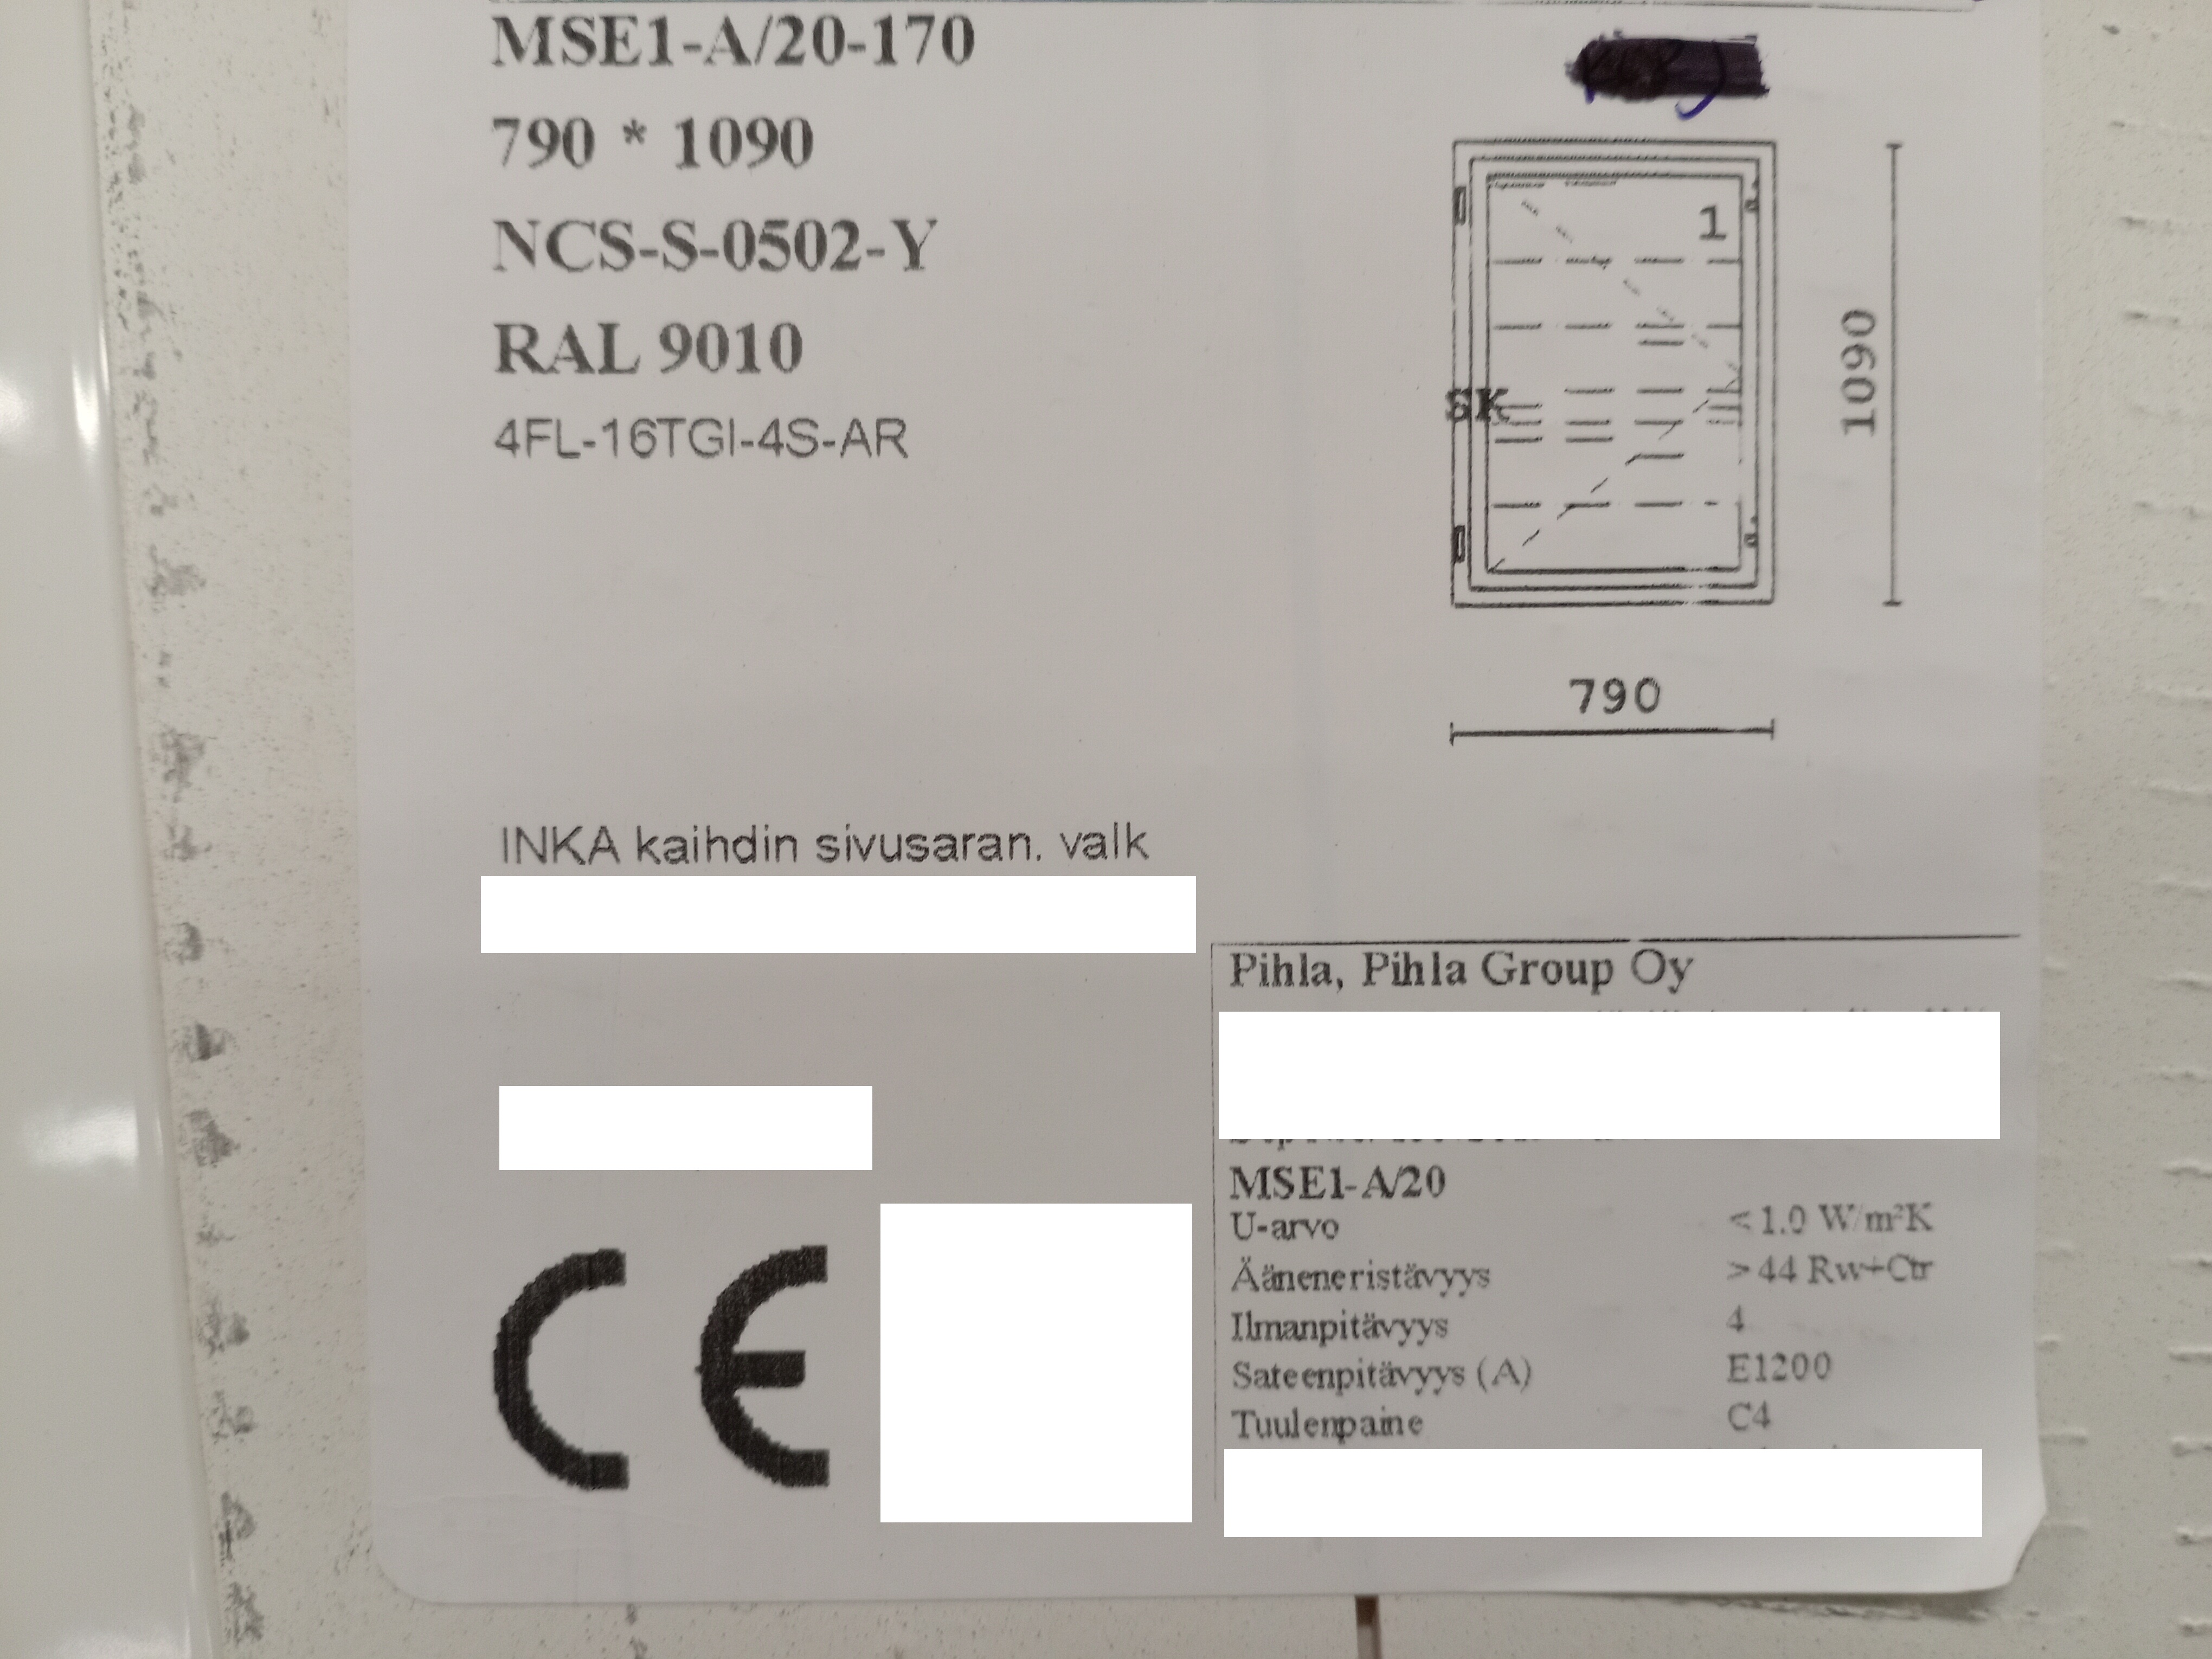 MSE1-A/20-170
790 * 1090
NCS-S-0502-Y
RAL 9010
4FL-16TGI-4S-AR
1
SK
1090
790
INKA kaihdin sivusaran. valk
Pihla, Pihla Group Oy
MSE1-A/20
U-arvo <1.0 W/m²K
Ääneneristävyys >44 Rw+Ctr
Ilmanpitävyys 4
Sateenpitävyys (A) E1200
Tuulenpaine C4
CE